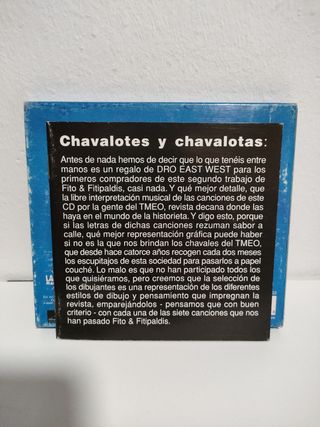 Chavalotes y chavalotas:
Antes de nada hemos de decir que lo que tenéis entre
manos es un regalo de DRO EAST WEST para los
primeros compradores de este segundo trabajo de
Fito & Fitipaldis, casi nada. Y qué mejor detalle, que
la libre interpretación musical de las canciones de este
CD por la gente del TMEO, revista decana donde las
haya en el mundo de la historieta. Y digo esto, porque
si las letras de dichas canciones rezuman sabor a
calle, qué mejor representación gráfica puede haber
si no es la que nos brindan los chavales del TMEO,
que desde hace catorce años recogen cada dos meses
los escupitajos de esta sociedad para pasarlos a papel
couché. Lo malo es que no han participado todos los
que quisiéramos, pero creemos que la selección de
los dibujantes es una representación de los diferentes
estilos de dibujo y pensamiento que impregnan la
revista, emparejándolos - pensamos que con buen
criterio - con cada una de las siete canciones que nos
han pasado Fito & Fitipaldis.